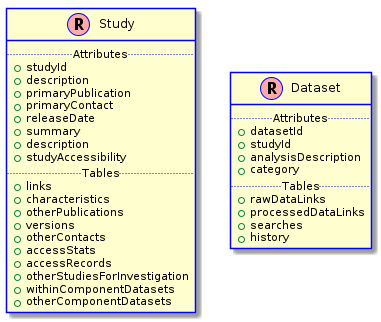 R Study
Attributes
studyId
description
primaryPublication
primaryContact
releaseDate
summary
description
studyAccessibility
Tables
links
characteristics
otherPublications
versions
otherContacts
accessStats
accessRecords
otherStudiesForInvestigation
withinComponentDatasets
otherComponentDatasets
R Dataset
Attributes
datasetId
studyId
analysisDescription
category
Tables
rawDataLinks
processedDataLinks
searches
history